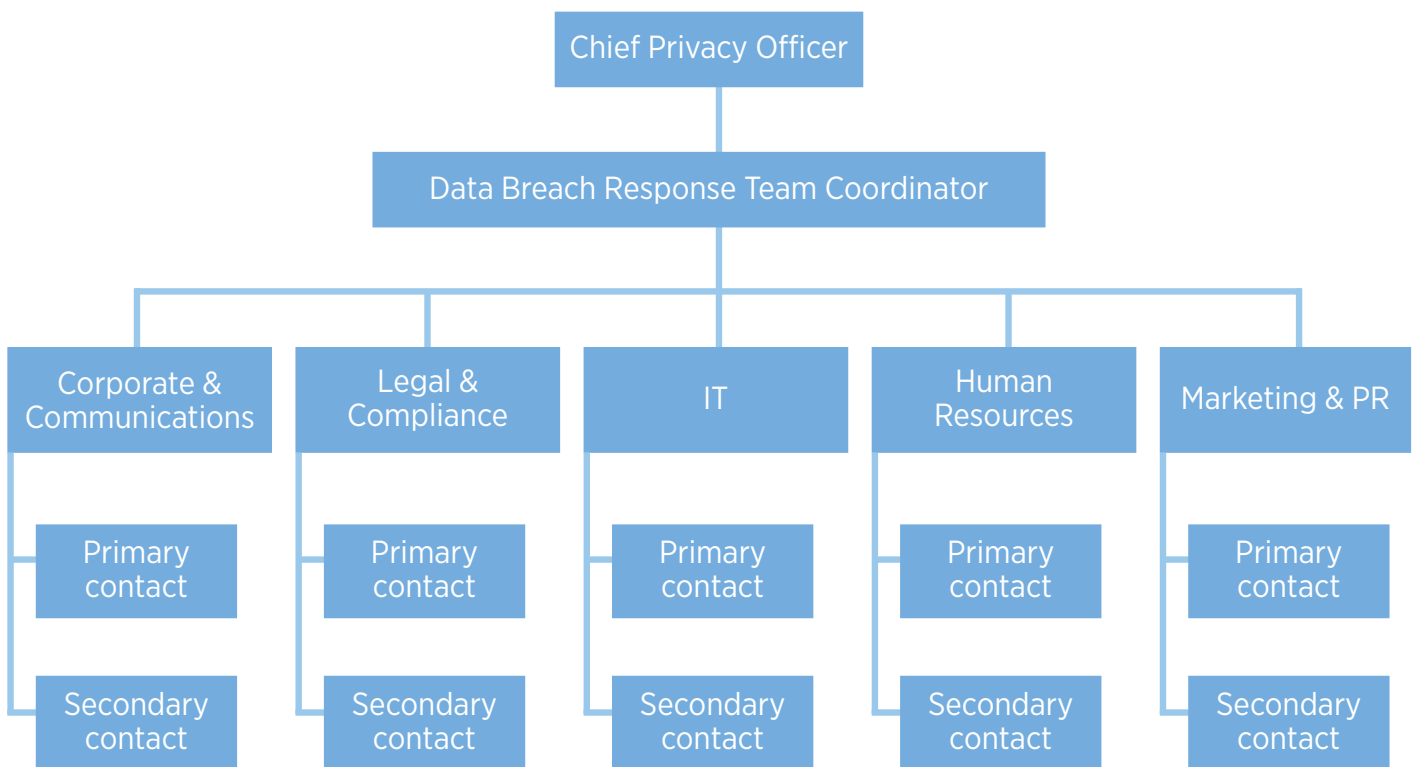 Chief Privacy Officer
Data Breach Response Team Coordinator
Corporate &
Communications
Legal &
Compliance
IT
Human
Resources
Marketing & PR
Primary
contact
Primary
contact
Primary
contact
Primary
contact
Primary
contact
Secondary
contact
Secondary
contact
Secondary
contact
Secondary
contact
Secondary
contact